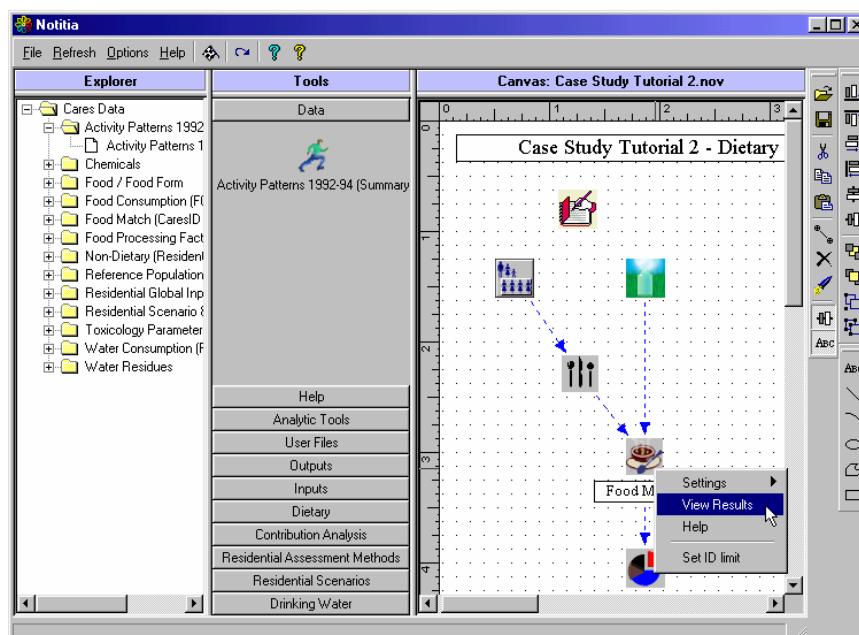 Notitia
File Refresh Options Help
Explorer
Cares Data
Activity Patterns 1992
Activity Patterns 1
Chemicals
Food / Food Form
Food Consumption (F(
Food Match (CaresID
Food Processing Fact
Non-Dietary (Resident
Reference Population
Residential Global Inp
Residential Scenario &
Toxicology Parameter
Water Consumption (F
Water Residues
Tools
Data
Activity Patterns 1992-94 (Summary
Help
Analytic Tools
User Files
Outputs
Inputs
Dietary
Contribution Analysis
Residential Assessment Methods
Residential Scenarios
Drinking Water
Canvas: Case Study Tutorial 2.nov
0 1 2 3
0
1
2
3
4
Case Study Tutorial 2 - Dietary
Food M
Settings
View Results
Help
Set ID limit
ABC
ABC